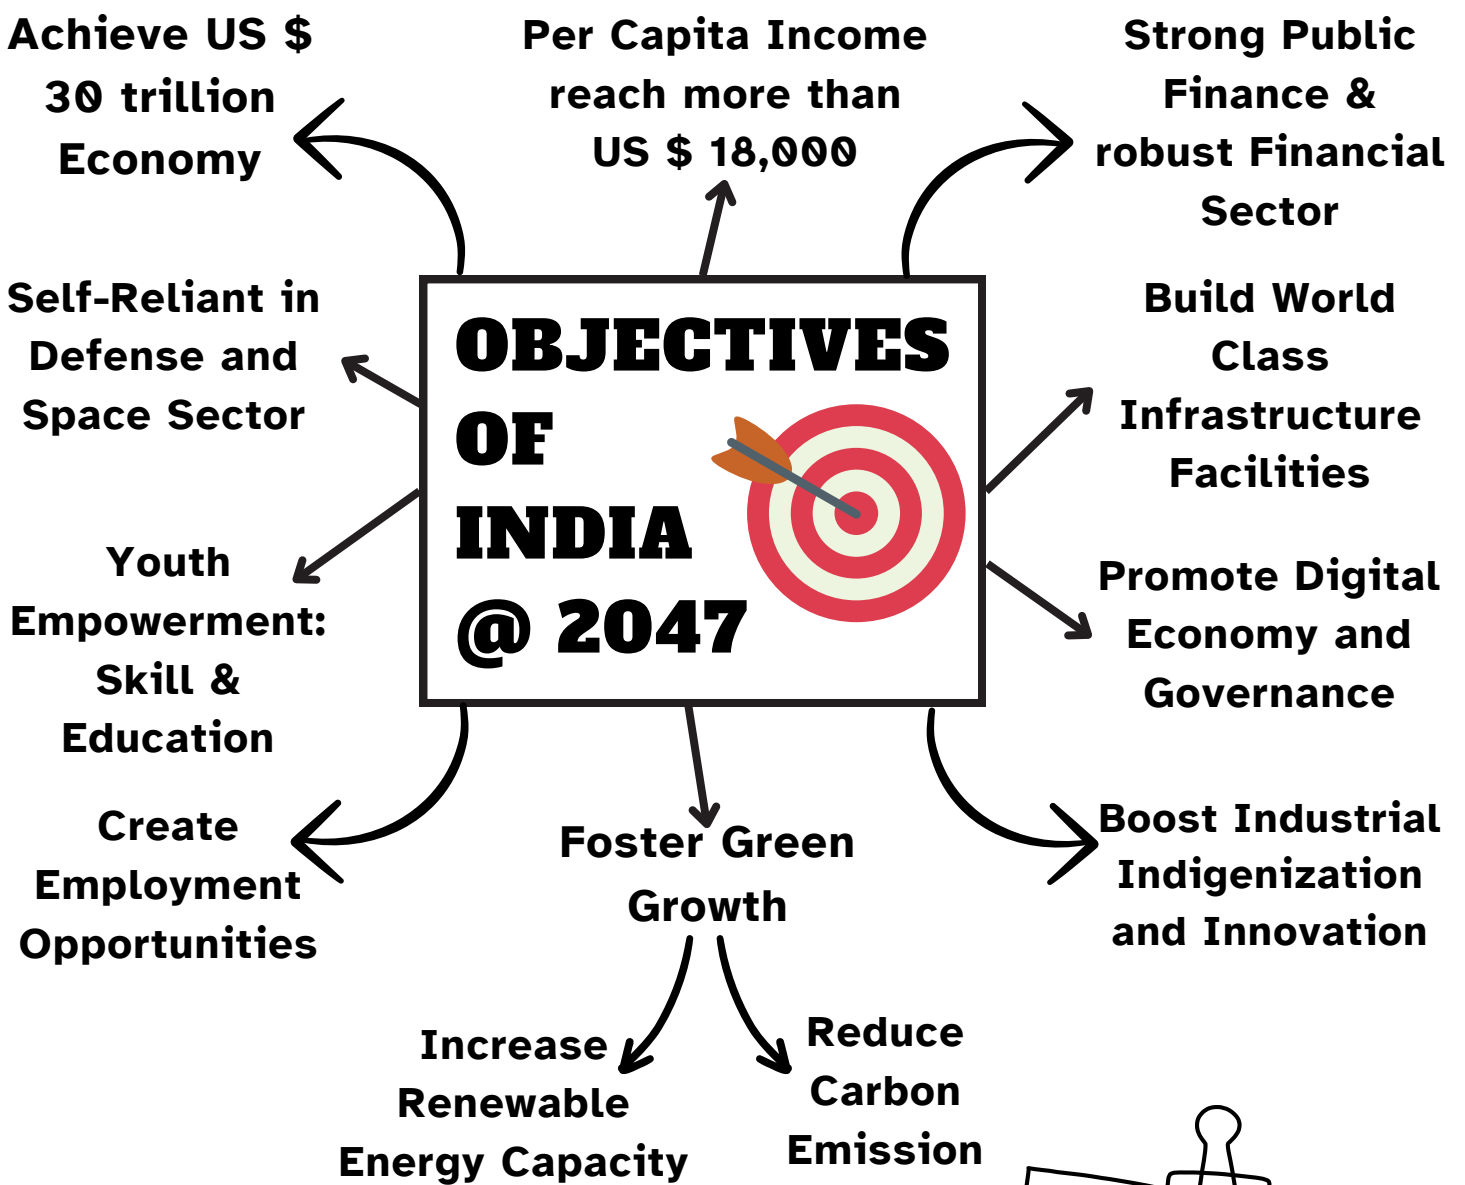 Achieve US $
30 trillion
Economy
Per Capita Income
reach more than
US $ 18,000
Strong Public
Finance &
robust Financial
Sector
Self-Reliant in
Defense and
Space Sector
OBJECTIVES
OF
INDIA
@ 2047
Build World
Class
Infrastructure
Facilities
Youth
Empowerment:
Skill &
Education
Promote Digital
Economy and
Governance
Create
Employment
Opportunities
Foster Green
Growth
Boost Industrial
Indigenization
and Innovation
Increase
Renewable
Energy Capacity
Reduce
Carbon
Emission